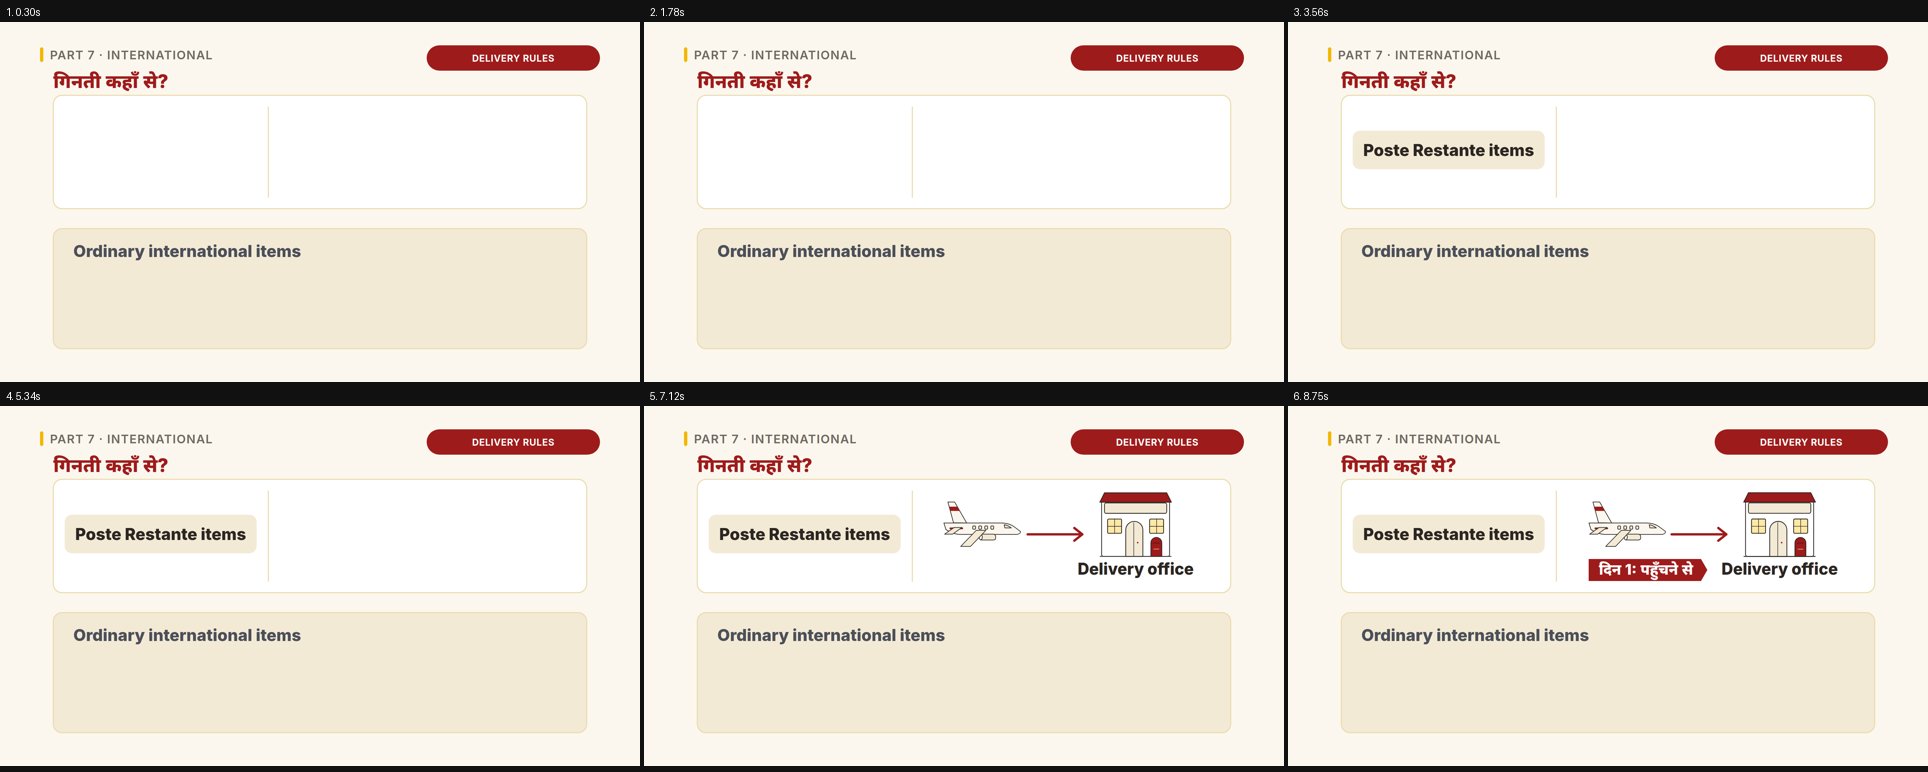 1. 0.30s
PART 7 · INTERNATIONAL
DELIVERY RULES
गिनती कहाँ से?
Ordinary international items
2. 1.78s
PART 7 · INTERNATIONAL
DELIVERY RULES
गिनती कहाँ से?
Ordinary international items
3. 3.56s
PART 7 · INTERNATIONAL
DELIVERY RULES
गिनती कहाँ से?
Poste Restante items
Ordinary international items
4. 5.34s
PART 7 · INTERNATIONAL
DELIVERY RULES
गिनती कहाँ से?
Poste Restante items
Ordinary international items
5. 7.12s
PART 7 · INTERNATIONAL
DELIVERY RULES
गिनती कहाँ से?
Poste Restante items
Delivery office
Ordinary international items
6. 8.75s
PART 7 · INTERNATIONAL
DELIVERY RULES
गिनती कहाँ से?
Poste Restante items
दिन 1: पहुँचने से
Delivery office
Ordinary international items